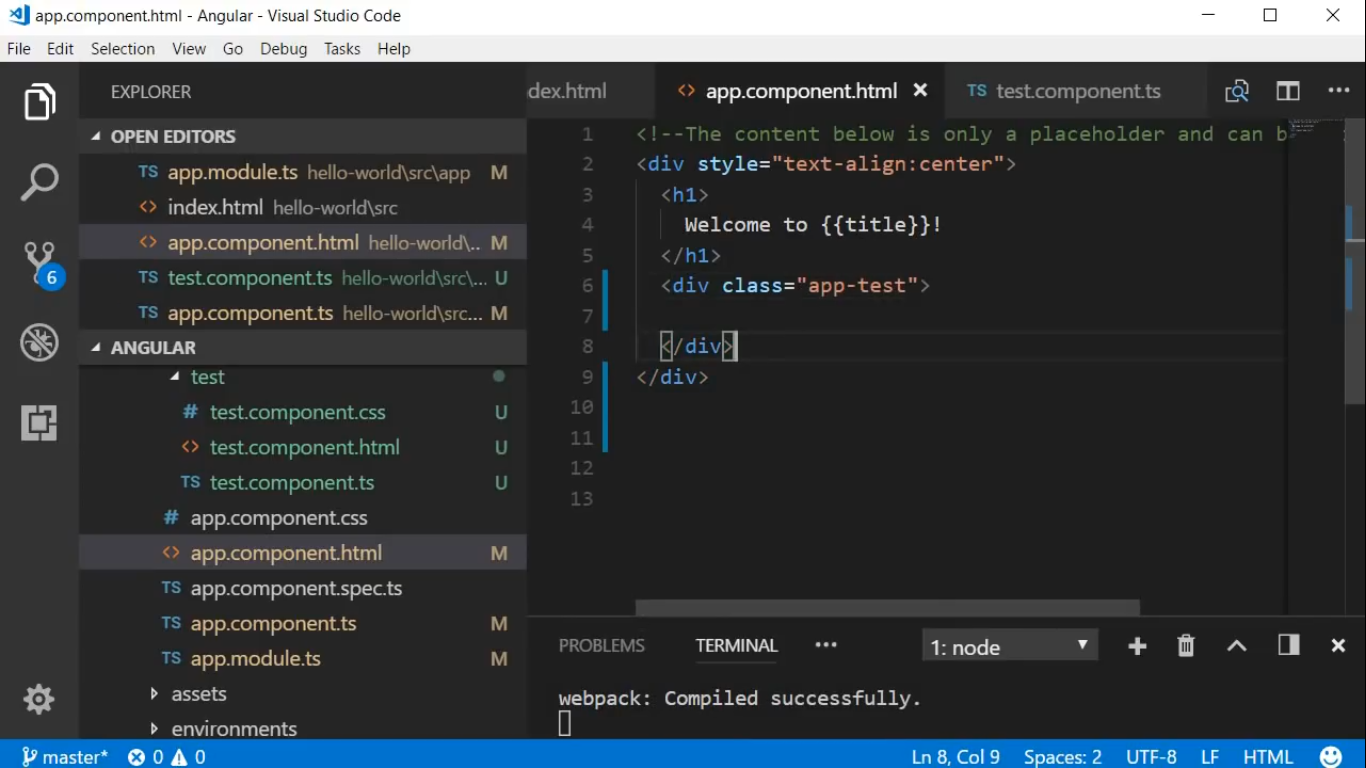 app.component.html - Angular - Visual Studio Code
File Edit Selection View Go Debug Tasks Help
EXPLORER
dex.html <> app.component.html × TS test.component.ts ···
OPEN EDITORS
TS app.module.ts hello-world\src\app M
<> index.html hello-world\src
<> app.component.html hello-world\... M
TS test.component.ts hello-world\src\... U
TS app.component.ts hello-world\src... M
6
ANGULAR
test
# test.component.css U
<> test.component.html U
TS test.component.ts U
# app.component.css
<> app.component.html M
TS app.component.spec.ts
TS app.component.ts M
TS app.module.ts M
assets
environments
1 <!--The content below is only a placeholder and can b
2 <div style="text-align:center">
3 <h1>
4 Welcome to {{title}}!
5 </h1>
6 <div class="app-test">
7
8 </div>
9 </div>
10
11
12
13
PROBLEMS TERMINAL ··· 1: node
webpack: Compiled successfully.
master* 0 0 Ln 8, Col 9 Spaces: 2 UTF-8 LF HTML